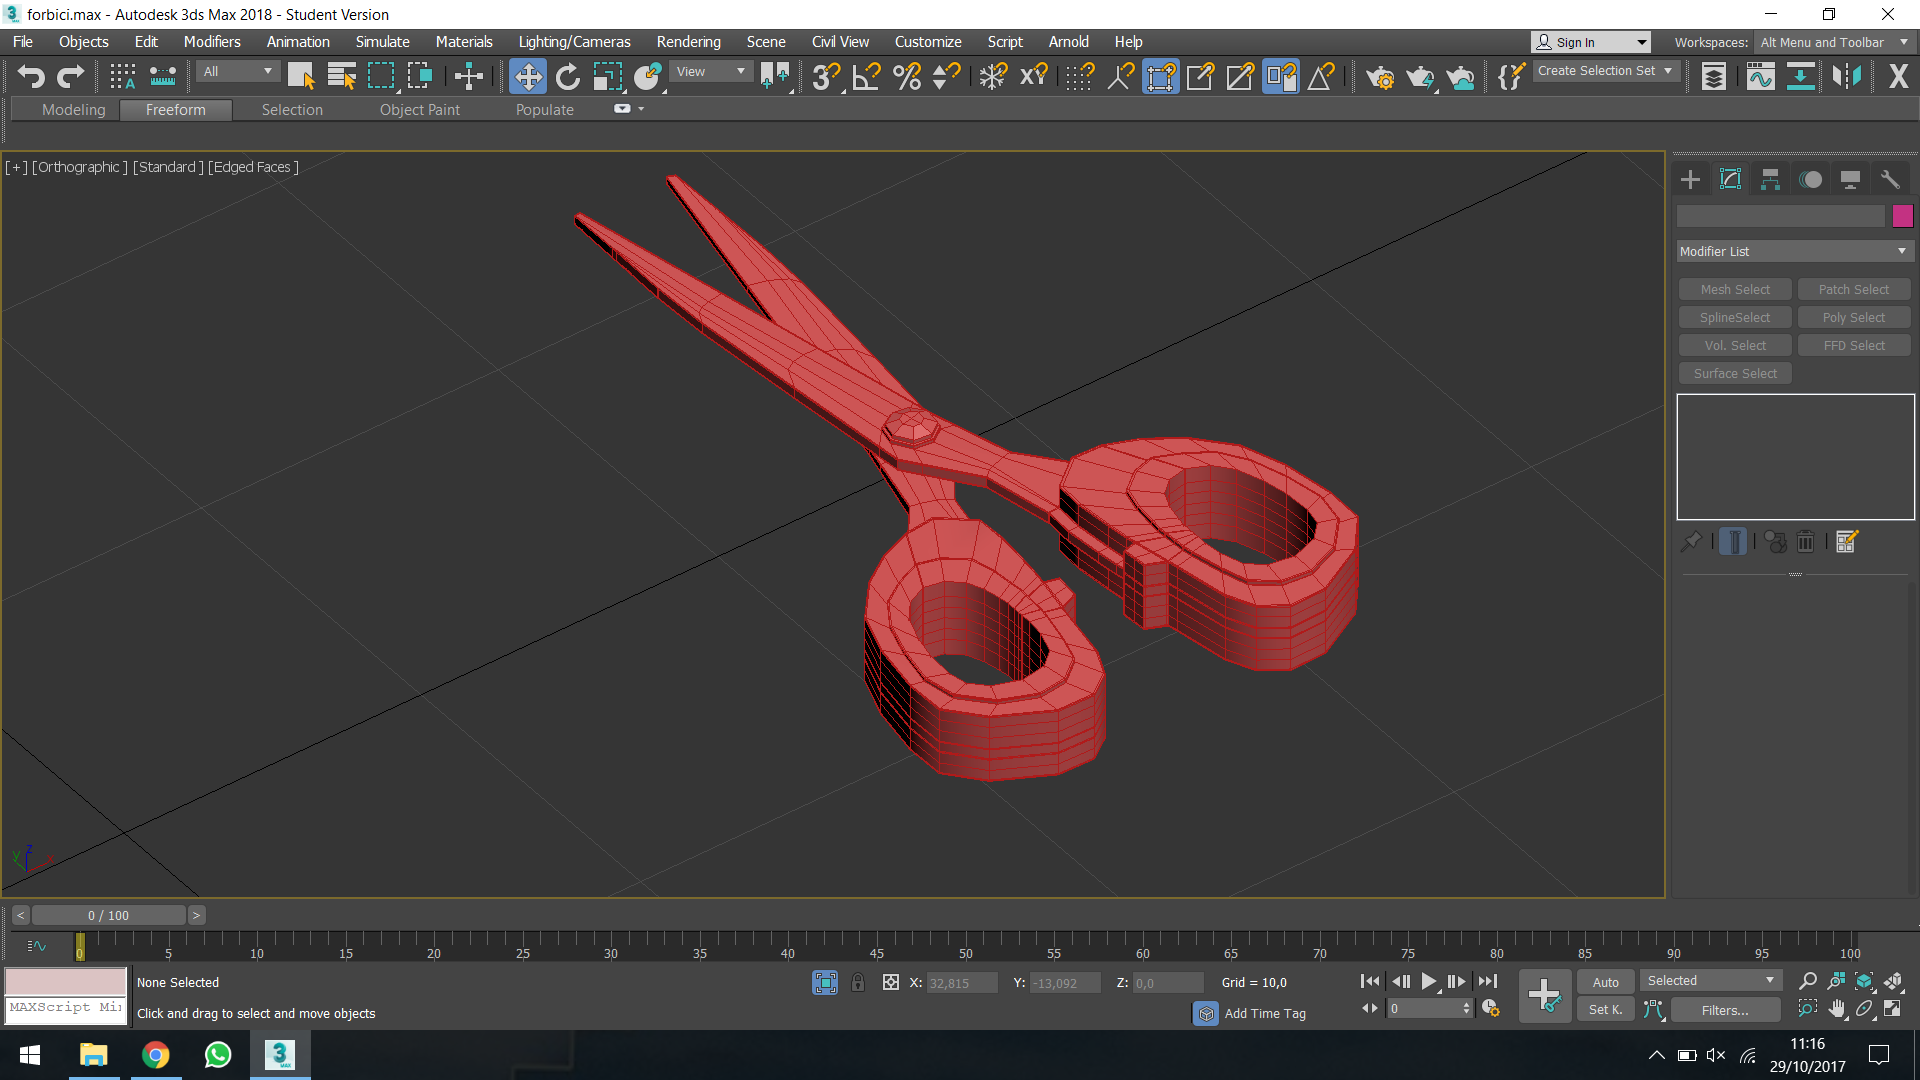 forbici.max - Autodesk 3ds Max 2018 - Student Version
File Objects Edit Modifiers Animation Simulate Materials Lighting/Cameras Rendering Scene Civil View Customize Script Arnold Help
Sign In
Workspaces: Alt Menu and Toolbar
All
View
Create Selection Set
Modeling Freeform Selection Object Paint Populate
[+] [Orthographic ] [Standard ] [Edged Faces ]
Modifier List
Mesh Select Patch Select
SplineSelect Poly Select
Vol. Select FFD Select
Surface Select
< 0 / 100 >
0 5 10 15 20 25 30 35 40 45 50 55 60 65 70 75 80 85 90 95 100
None Selected
X: 32,815 Y: -13,092 Z: 0,0 Grid = 10,0
Auto Selected
MAXScript Mi
Click and drag to select and move objects
Add Time Tag
0
Set K. Filters...
3
MAX
11:16
29/10/2017